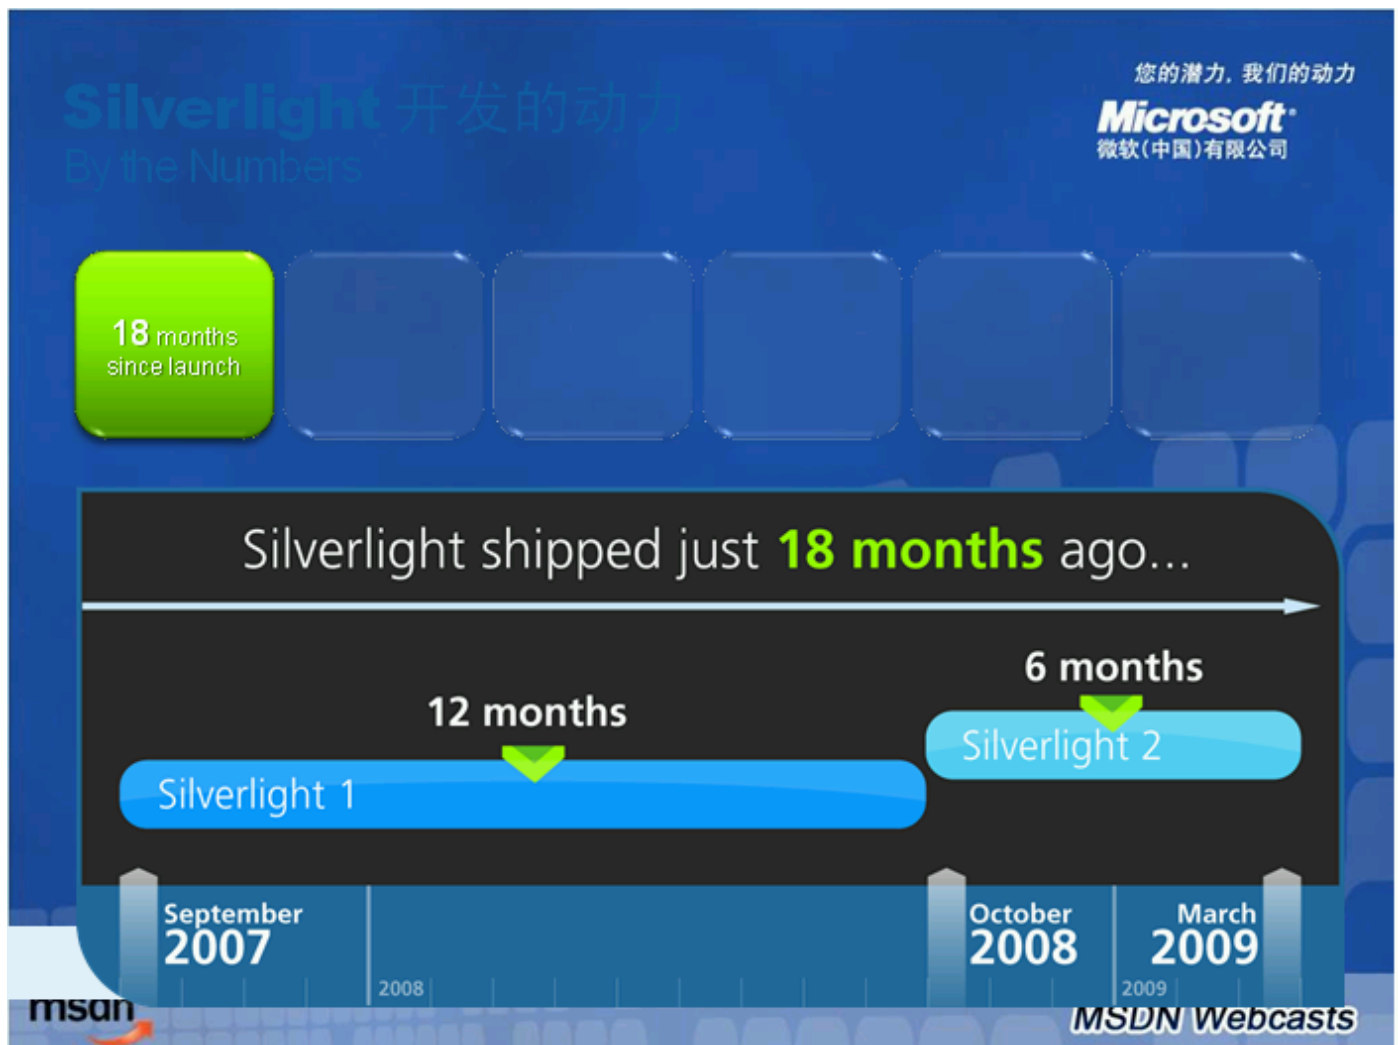 您的潜力，我们的动力
Microsoft
微软(中国)有限公司
Silverlight 开发的动力
By the Numbers
18 months
since launch
Silverlight shipped just 18 months ago...
6 months
12 months
Silverlight 2
Silverlight 1
September
2007
October
2008
March
2009
2008
2009
msdn
MSDN Webcasts